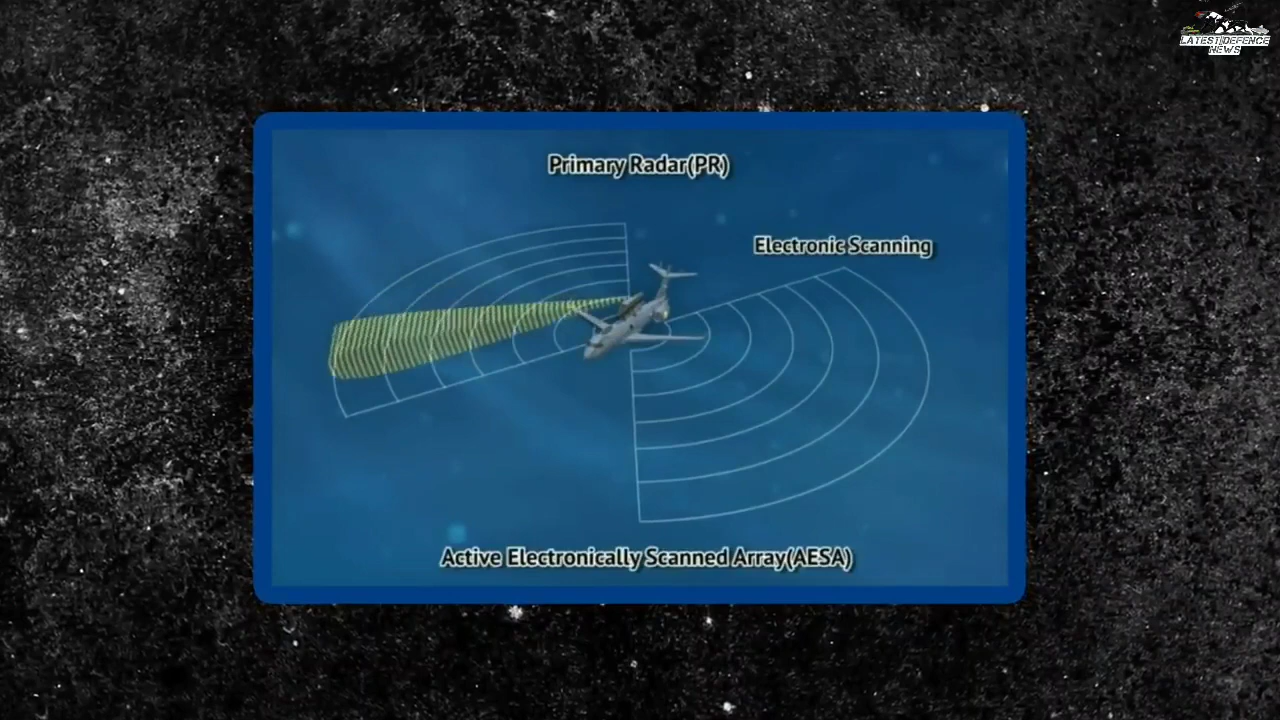 LATEST DEFENCE
NEWS
Primary Radar(PR)
Electronic Scanning
Active Electronically Scanned Array(AESA)